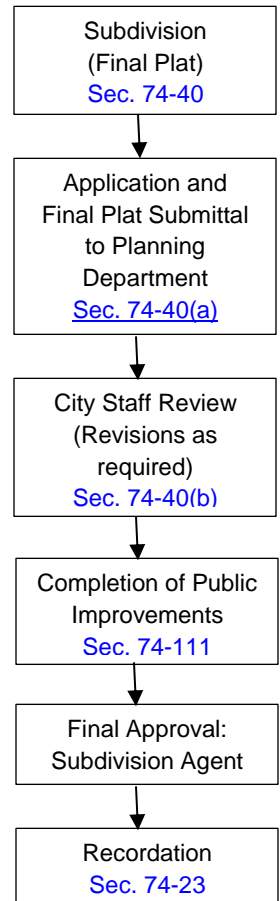 Subdivision
(Final Plat)
Sec. 74-40
Application and
Final Plat Submittal
to Planning
Department
Sec. 74-40(a)
City Staff Review
(Revisions as
required)
Sec. 74-40(b)
Completion of Public
Improvements
Sec. 74-111
Final Approval:
Subdivision Agent
Recordation
Sec. 74-23